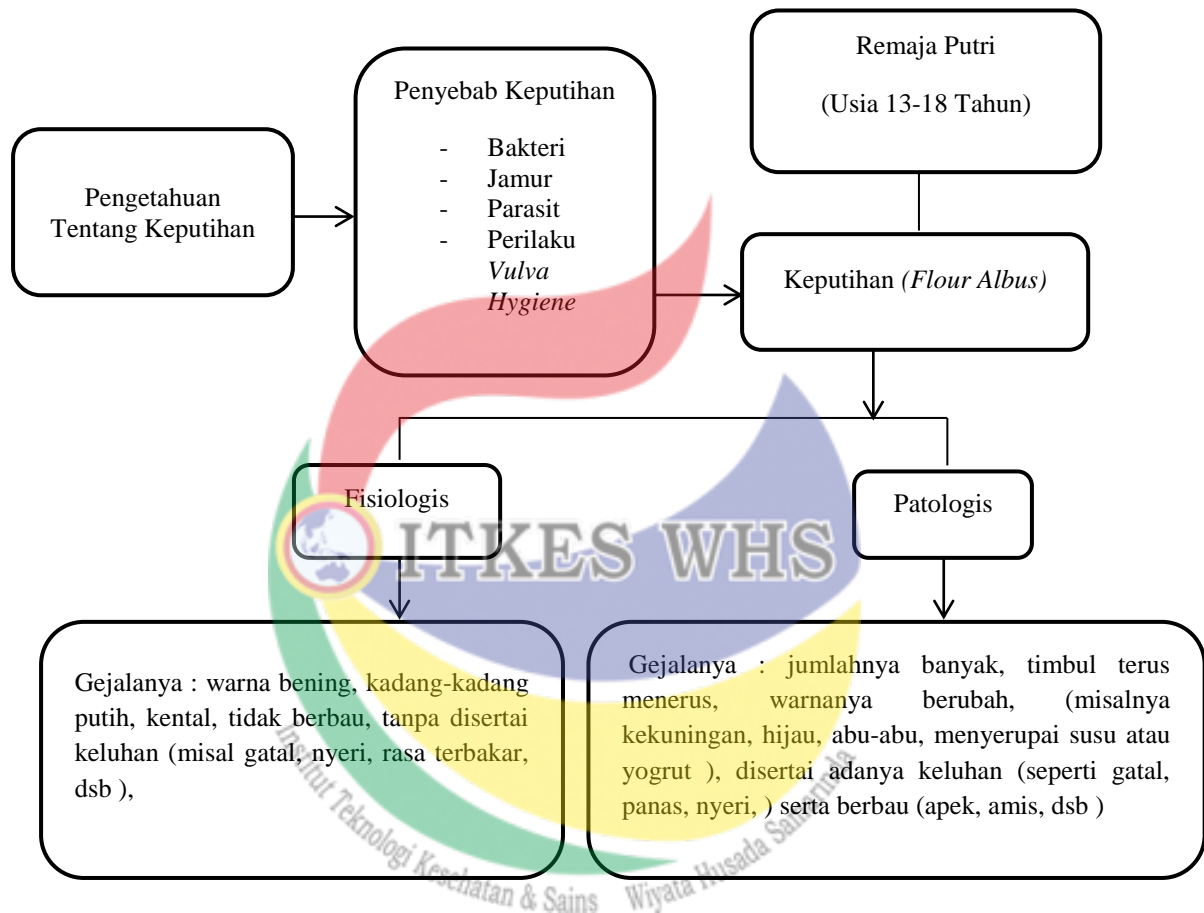 Remaja Putri
(Usia 13-18 Tahun)
Penyebab Keputihan
- Bakteri
- Jamur
- Parasit
- Perilaku
Vulva
Hygiene
Pengetahuan
Tentang Keputihan
Keputihan (Flour Albus)
Fisiologis
Patologis
ITKES WHS
Gejalanya : warna bening, kadang-kadang
putih, kental, tidak berbau, tanpa disertai
keluhan (misal gatal, nyeri, rasa terbakar,
dsb ),
Gejalanya : jumlahnya banyak, timbul terus
menerus, warnanya berubah, (misalnya
kekuningan, hijau, abu-abu, menyerupai susu atau
yogrut ), disertai adanya keluhan (seperti gatal,
panas, nyeri, ) serta berbau (apek, amis, dsb )
Institut Teknologi Kesehatan & Sains Wiyata Husada Samarinda